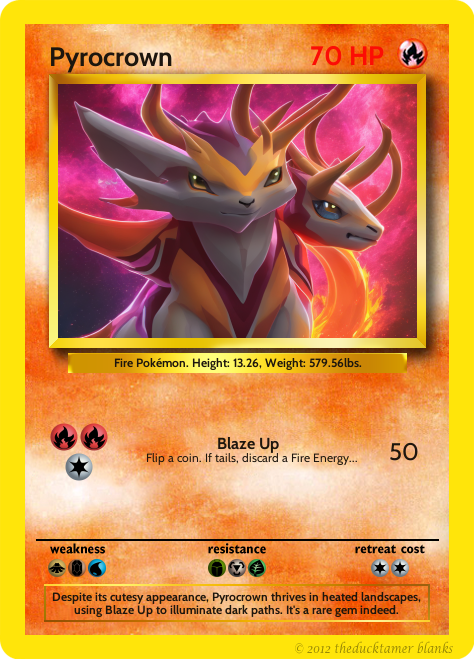 Pyrocrown
70 HP
Fire Pokémon. Height: 13.26, Weight: 579.56lbs.
Blaze Up
Flip a coin. If tails, discard a Fire Energy...
50
weakness
resistance
retreat cost
Despite its cutesy appearance, Pyrocrown thrives in heated landscapes,
using Blaze Up to illuminate dark paths. It's a rare gem indeed.
© 2012 theducktamer blanks